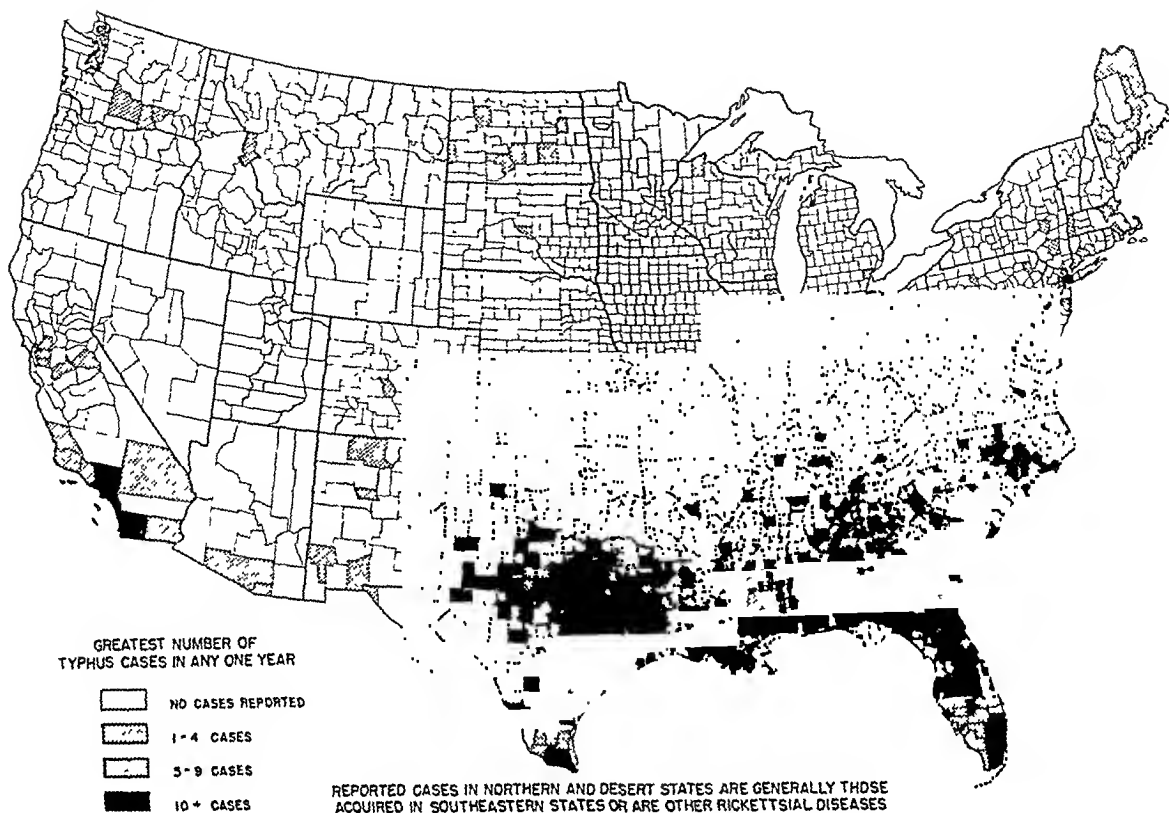 GREATEST NUMBER OF
TYPHUS CASES IN ANY ONE YEAR
NO CASES REPORTED
1-4 CASES
5-9 CASES
10+ CASES
REPORTED CASES IN NORTHERN AND DESERT STATES ARE GENERALLY THOSE
ACQUIRED IN SOUTHEASTERN STATES OR ARE OTHER RICKETTSIAL DISEASES